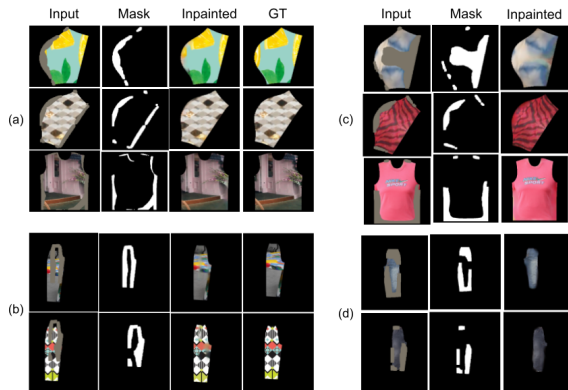 Input Mask Inpainted GT
(a)
(b)
Input Mask Inpainted
(c)
(d)